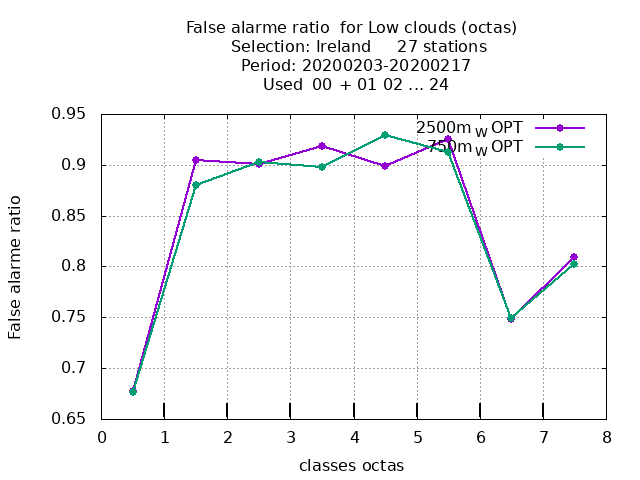 False alarme ratio  for Low clouds (octas)
Selection: Ireland     27 stations
Period: 20200203-20200217
Used  00 + 01 02 ... 24
0.95
0.9
0.85
0.8
0.75
0.7
0.65
False alarme ratio
2500m W OPT
750m W OPT
0 1 2 3 4 5 6 7 8
classes octas